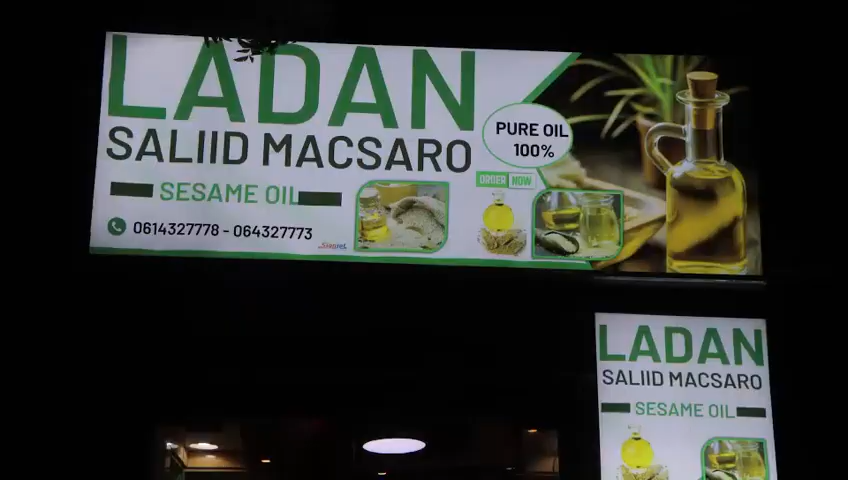 LADAN
SALIID MACSARO
SESAME OIL
0614327778 - 064327773
PURE OIL
100%
ORDER NOW
LADAN
SALIID MACSARO
SESAME OIL